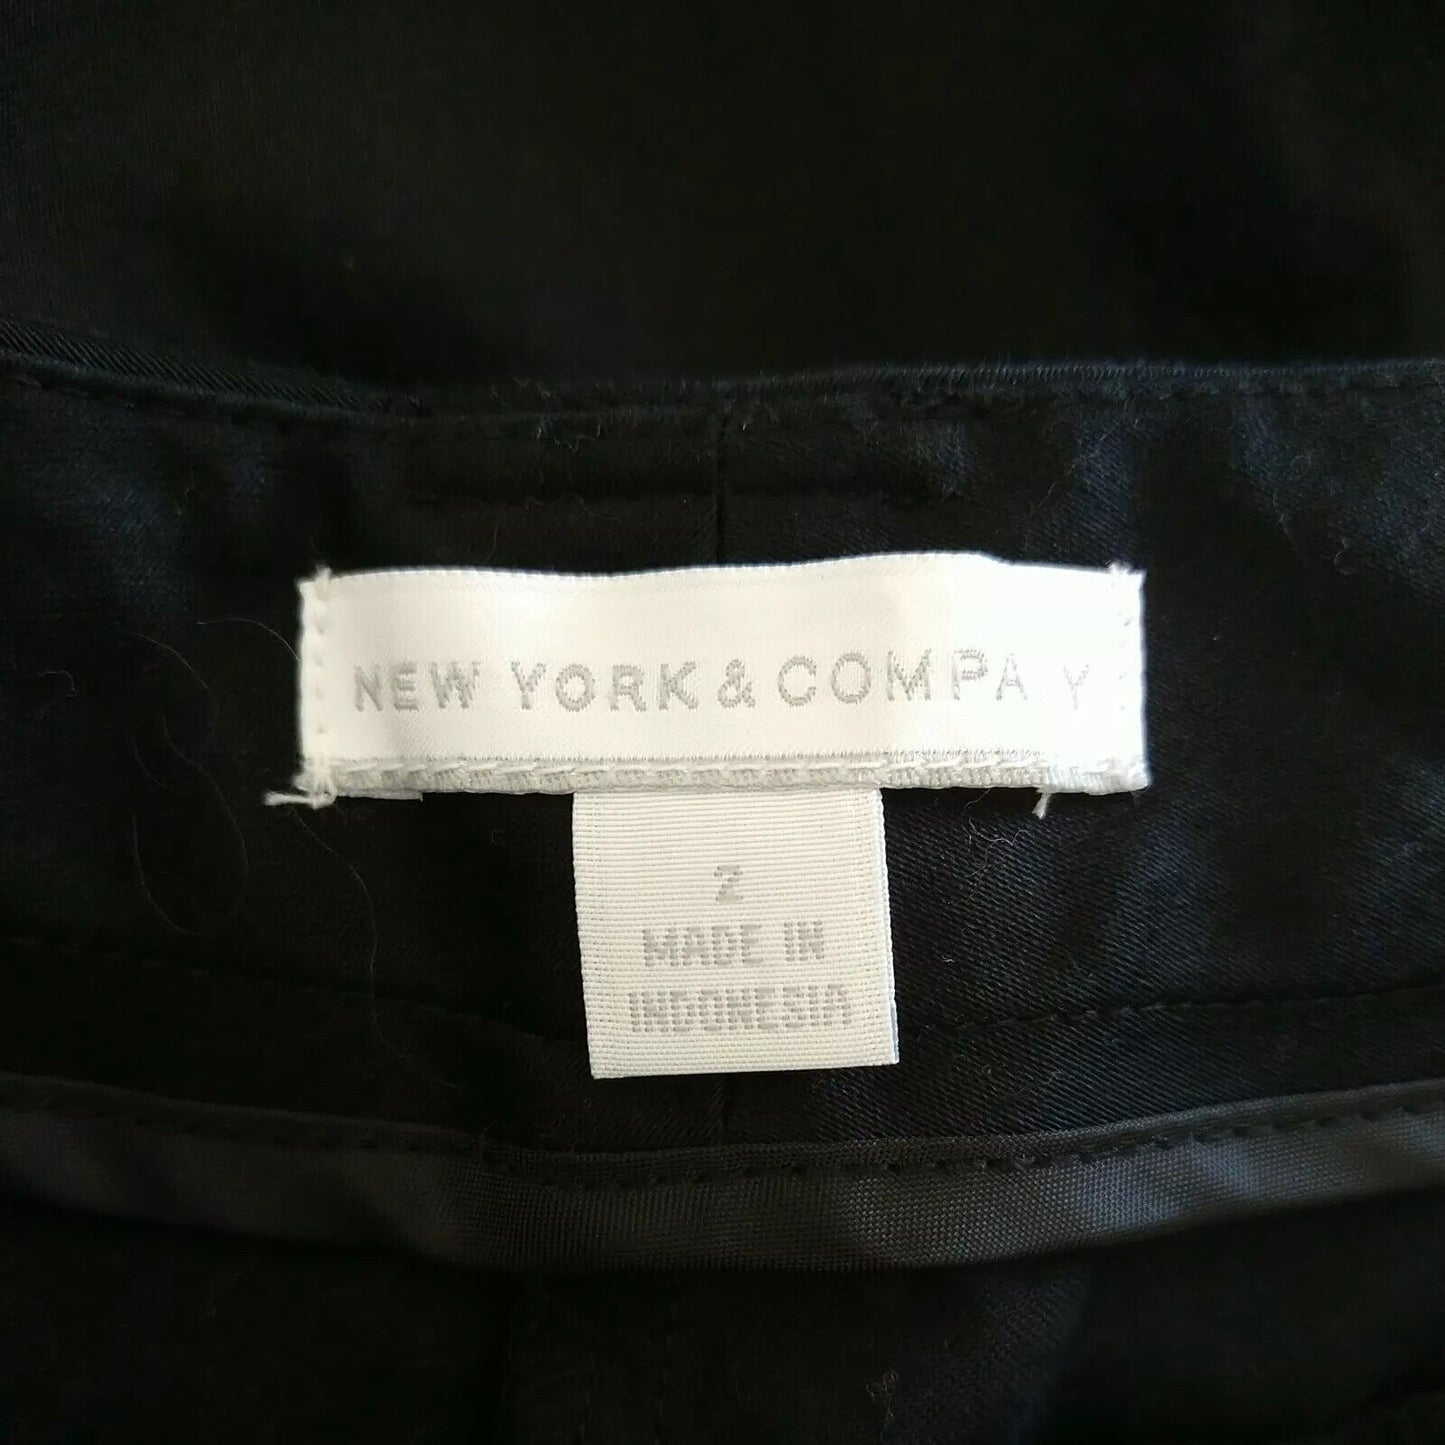 NEW YORK & COMPA Y
2
MADE IN
INDONESIA